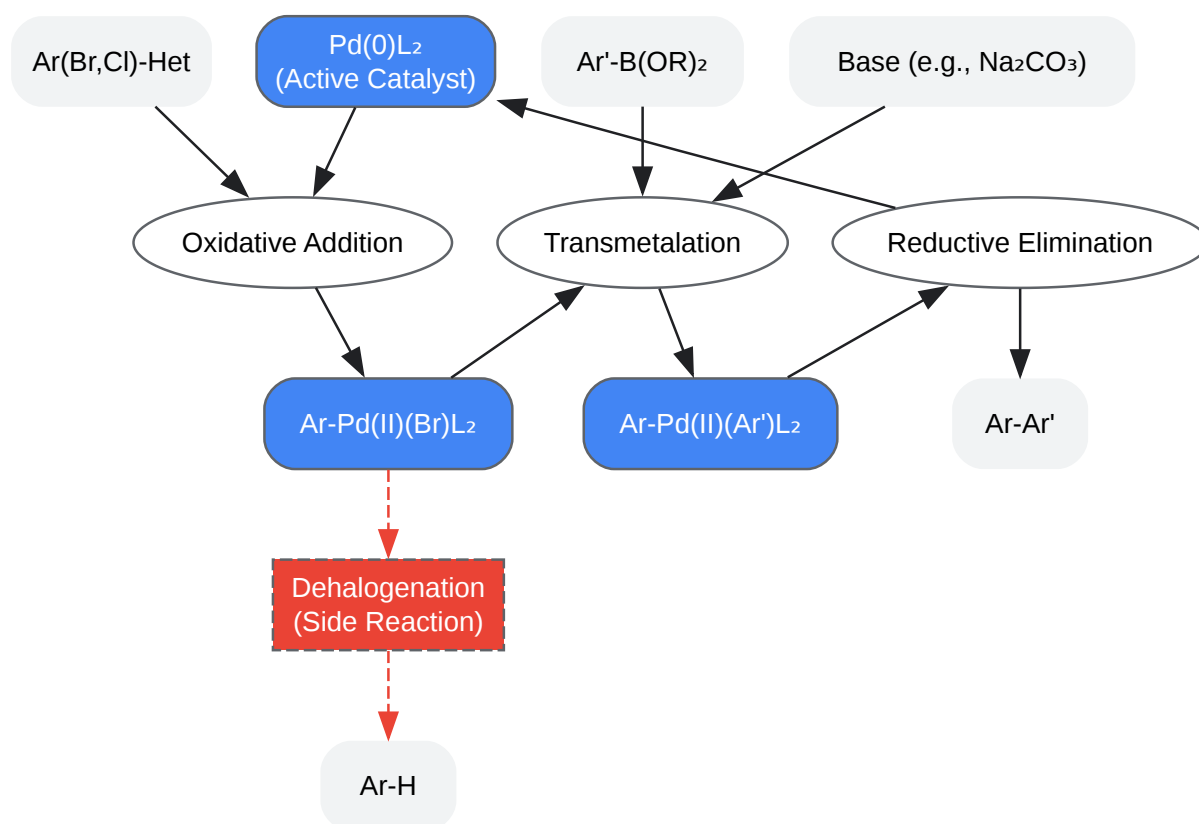 Ar(Br,Cl)-Het
Pd(0)L₂
(Active Catalyst)
Ar'-B(OR)₂
Base (e.g., Na₂CO₃)
Oxidative Addition
Transmetalation
Reductive Elimination
Ar-Pd(II)(Br)L₂
Ar-Pd(II)(Ar')L₂
Ar-Ar'
Dehalogenation
(Side Reaction)
Ar-H